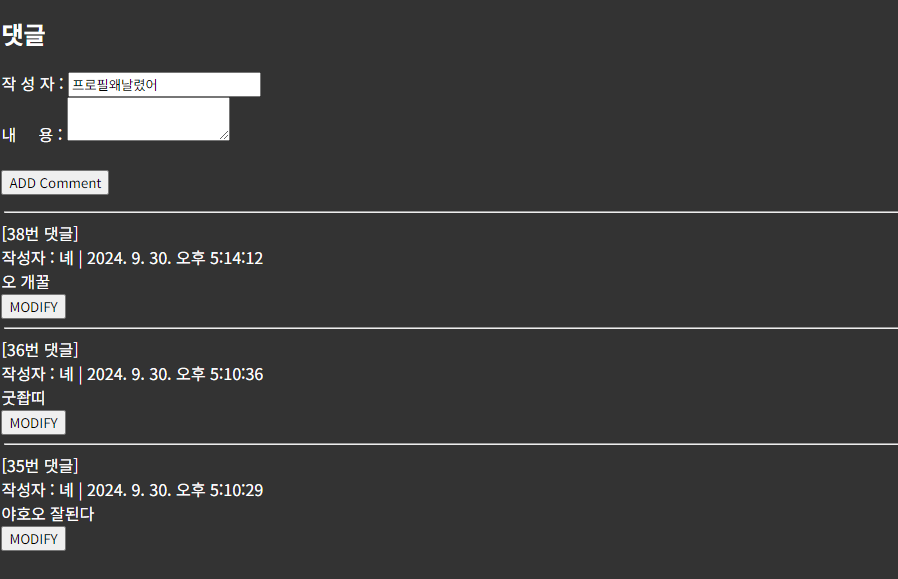 댓글
작 성 자 : 프로필왜날렸어
내 용 :
ADD Comment
[38번 댓글]
작성자 : 녜 | 2024. 9. 30. 오후 5:14:12
오 개꿀
MODIFY
[36번 댓글]
작성자 : 녜 | 2024. 9. 30. 오후 5:10:36
굿좝띠
MODIFY
[35번 댓글]
작성자 : 녜 | 2024. 9. 30. 오후 5:10:29
야호오 잘된다
MODIFY